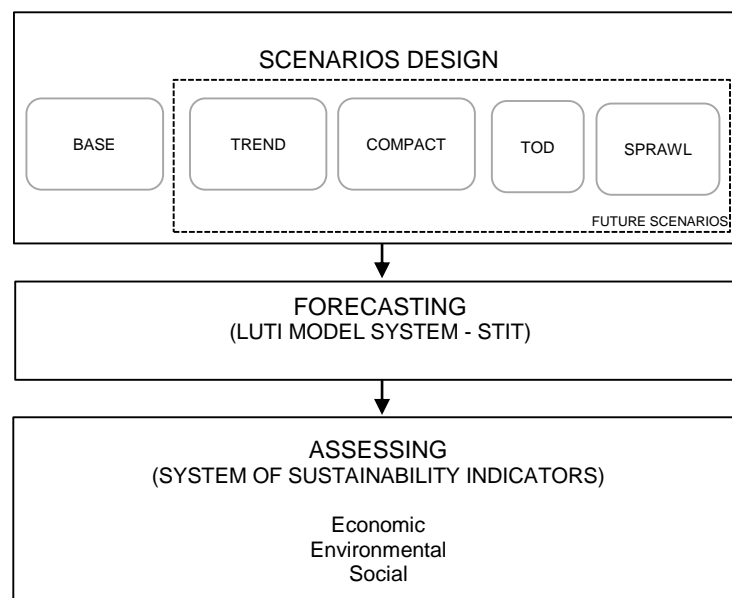 SCENARIOS DESIGN
BASE
TREND
COMPACT
TOD
SPRAWL
FUTURE SCENARIOS
FORECASTING
(LUTI MODEL SYSTEM - STIT)
ASSESSING
(SYSTEM OF SUSTAINABILITY INDICATORS)
Economic
Environmental
Social